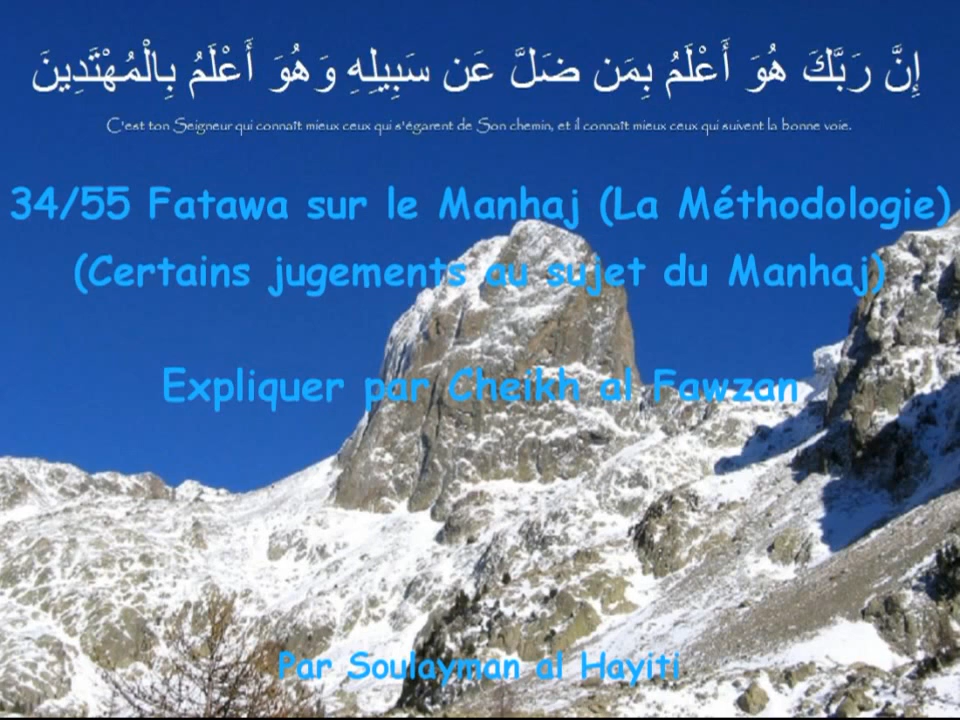 إِنَّ رَبَّكَ هُوَ أَعْلَمُ بِمَن ضَلَّ عَن سَبِيلِهِ وَهُوَ أَعْلَمُ بِالْمُهْتَدِينَ
C'est ton Seigneur qui connaît mieux ceux qui s'égarent de Son chemin, et il connaît mieux ceux qui suivent la bonne voie.
34/55 Fatawa sur le Manhaj (La Méthodologie)
(Certains jugements au sujet du Manhaj)
Expliquer par Cheikh al Fawzan
Par Soulayman al Hayiti